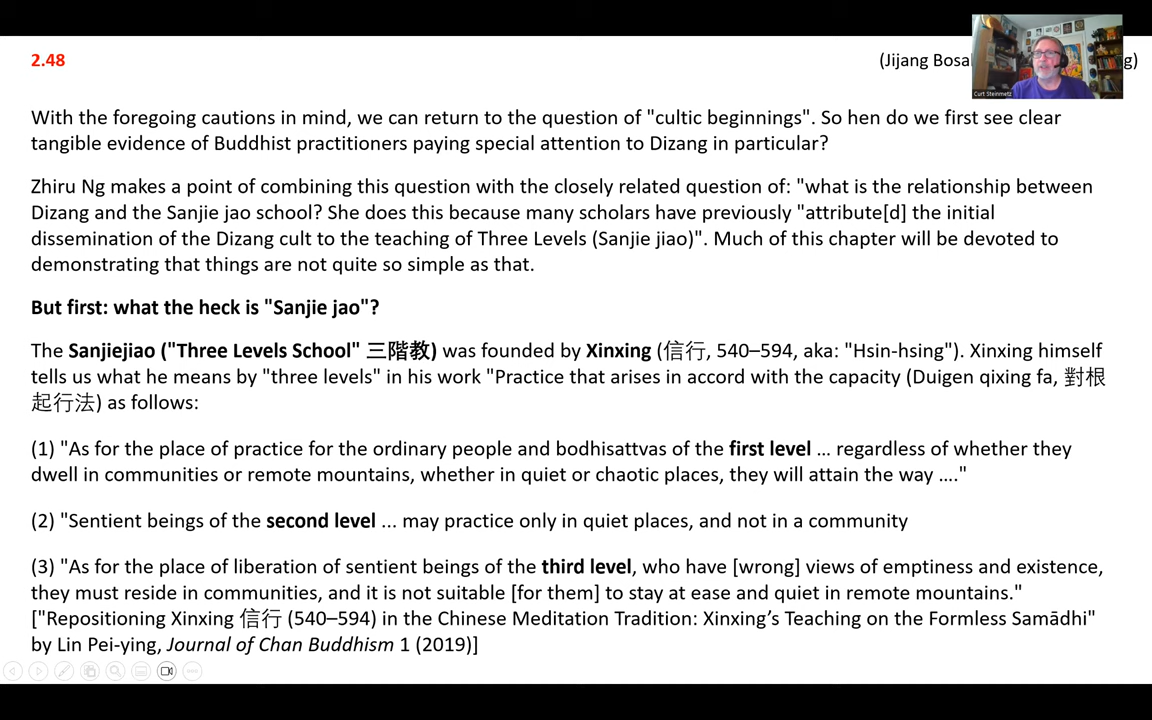 2.48
(Jijang Bosal g)
With the foregoing cautions in mind, we can return to the question of "cultic beginnings". So hen do we first see clear
tangible evidence of Buddhist practitioners paying special attention to Dizang in particular?
Zhiru Ng makes a point of combining this question with the closely related question of: "what is the relationship between
Dizang and the Sanjie jao school? She does this because many scholars have previously "attribute[d] the initial
dissemination of the Dizang cult to the teaching of Three Levels (Sanjie jiao)". Much of this chapter will be devoted to
demonstrating that things are not quite so simple as that.
But first: what the heck is "Sanjie jao"?
The Sanjiejiao ("Three Levels School" 三階教) was founded by Xinxing (信行, 540–594, aka: "Hsin-hsing"). Xinxing himself
tells us what he means by "three levels" in his work "Practice that arises in accord with the capacity (Duigen qixing fa, 對根
起行法) as follows:
(1) "As for the place of practice for the ordinary people and bodhisattvas of the first level ... regardless of whether they
dwell in communities or remote mountains, whether in quiet or chaotic places, they will attain the way ...."
(2) "Sentient beings of the second level ... may practice only in quiet places, and not in a community
(3) "As for the place of liberation of sentient beings of the third level, who have [wrong] views of emptiness and existence,
they must reside in communities, and it is not suitable [for them] to stay at ease and quiet in remote mountains."
["Repositioning Xinxing 信行 (540–594) in the Chinese Meditation Tradition: Xinxing's Teaching on the Formless Samādhi"
by Lin Pei-ying, Journal of Chan Buddhism 1 (2019)]
Curt Steinmetz